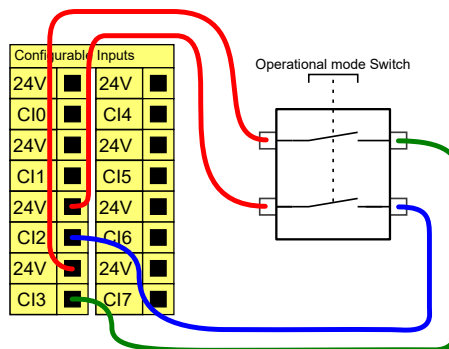 Configurable Inputs
Operational mode Switch
24V 24V
CI0 CI4
24V 24V
CI1 CI5
24V 24V
CI2 CI6
24V 24V
CI3 CI7